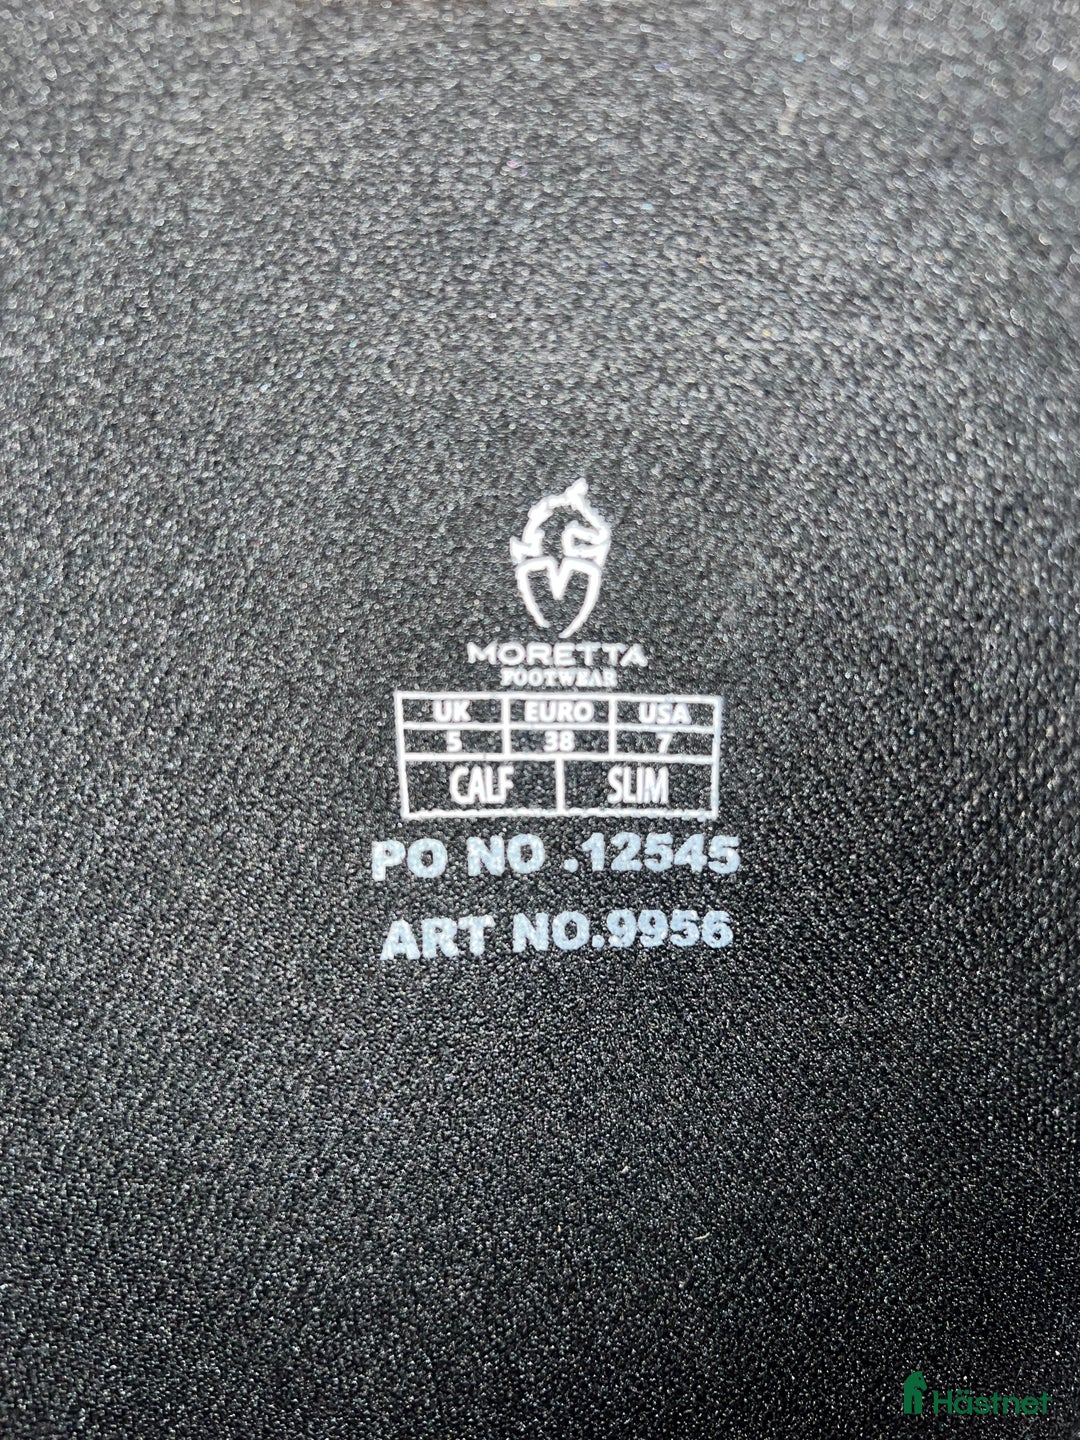 MORETTA
FOOTWEAR
UK EURO USA
5 38 7
CALF SLIM
PO NO .12545
ART NO.9956
Hästnet